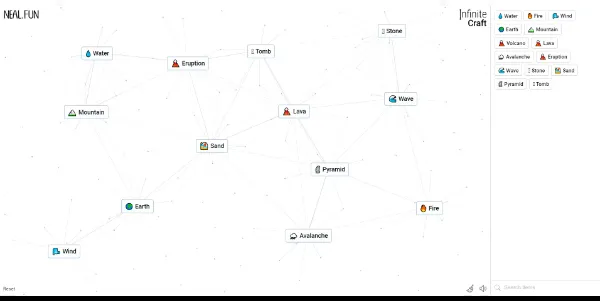 NEAL.FUN
Infinite
Craft
Stone
Water
Tomb
Eruption
Wave
Mountain
Lava
Sand
Pyramid
Earth
Fire
Avalanche
Wind
Reset
Water Fire Wind
Earth Mountain
Volcano Lava
Avalanche Eruption
Wave Stone Sand
Pyramid Tomb
Search items